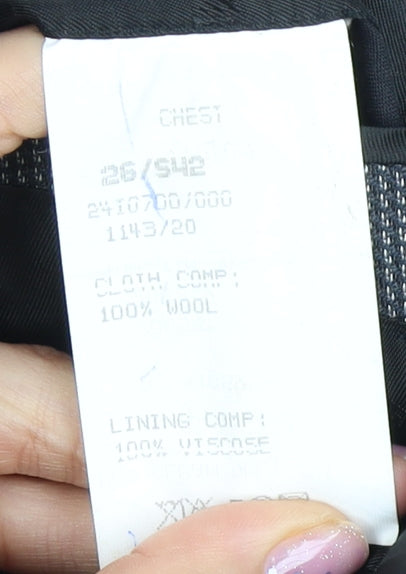 CHEST
26/S42
2410700/000
1143/20
CLOTH COMP:
100% WOOL
LINING COMP:
100% VISCOSE